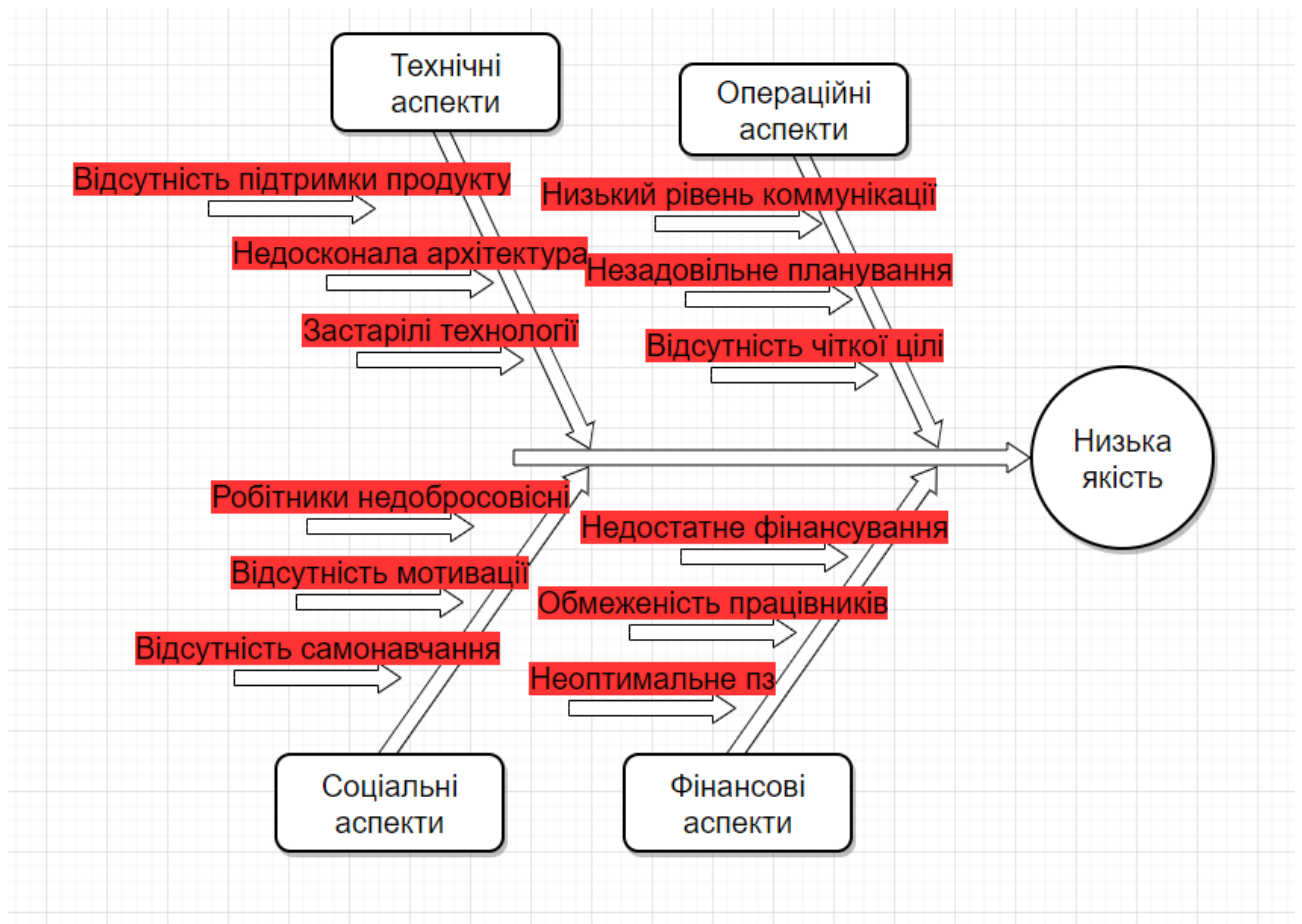 Технічні
аспекти
Операційні
аспекти
Відсутність підтримки продукту
Низький рівень коммунікації
Недосконала архітектура
Незадовільне планування
Застарілі технології
Відсутність чіткої цілі
Низька
якість
Робітники недобросовісні
Недостатне фінансування
Відсутність мотивації
Обмеженість працівників
Відсутність самонавчання
Неоптимальне пз
Соціальні
аспекти
Фінансові
аспекти